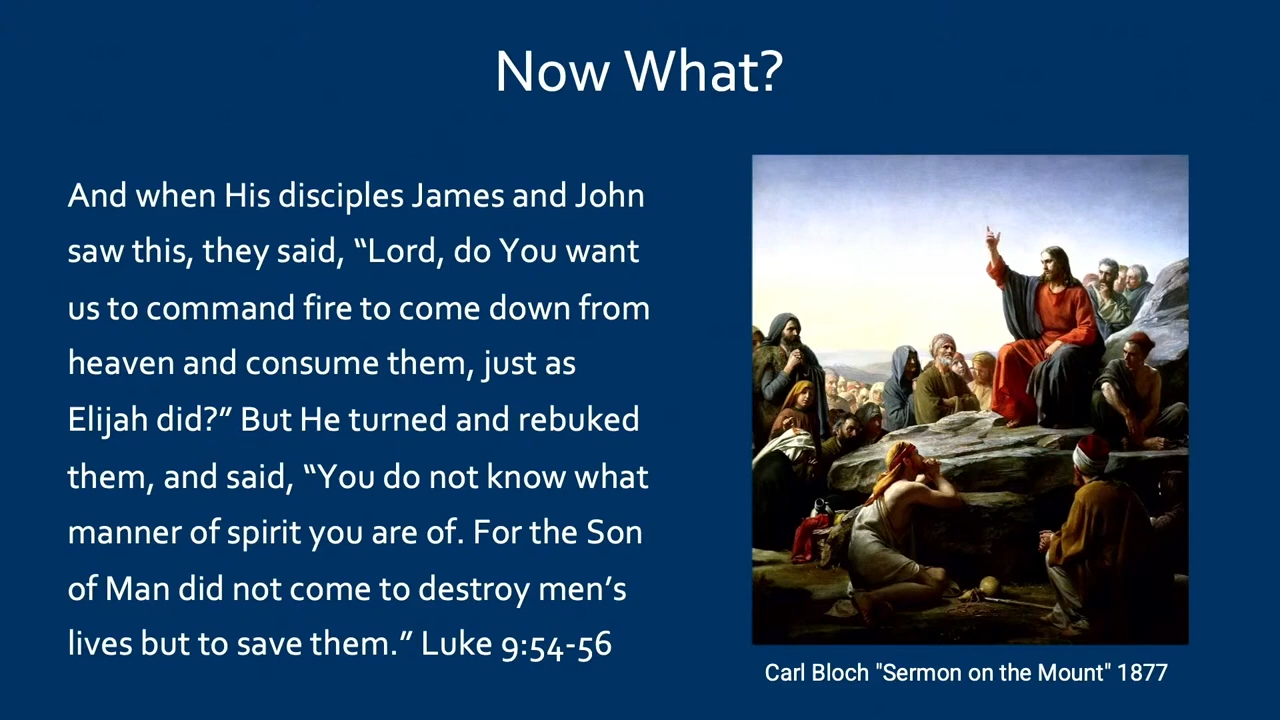 Now What?
And when His disciples James and John
saw this, they said, “Lord, do You want
us to command fire to come down from
heaven and consume them, just as
Elijah did?” But He turned and rebuked
them, and said, “You do not know what
manner of spirit you are of. For the Son
of Man did not come to destroy men’s
lives but to save them.” Luke 9:54-56
Carl Bloch "Sermon on the Mount" 1877